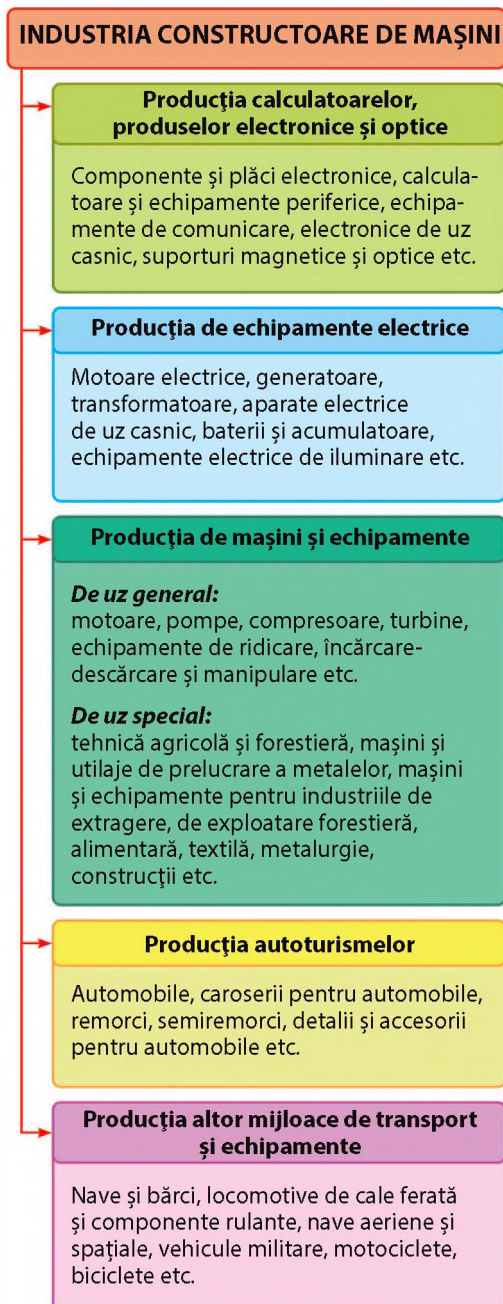 INDUSTRIA CONSTRUCTOARE DE MAȘINI
Producţia calculatoarelor,
produselor electronice și optice
Componente și plăci electronice, calcula-
toare și echipamente periferice, echipa-
mente de comunicare, electronice de uz
casnic, suporturi magnetice și optice etc.
Producţia de echipamente electrice
Motoare electrice, generatoare,
transformatoare, aparate electrice
de uz casnic, baterii și acumulatoare,
echipamente electrice de iluminare etc.
Producţia de mașini și echipamente
De uz general:
motoare, pompe, compresoare, turbine,
echipamente de ridicare, încărcare-
descărcare și manipulare etc.
De uz special:
tehnică agricolă și forestieră, mașini și
utilaje de prelucrare a metalelor, mașini
și echipamente pentru industriile de
extragere, de exploatare forestieră,
alimentară, textilă, metalurgie,
construcţii etc.
Producţia autoturismelor
Automobile, caroserii pentru automobile,
remorci, semiremorci, detalii și accesorii
pentru automobile etc.
Producţia altor mijloace de transport
și echipamente
Nave și bărci, locomotive de cale ferată
și componente rulante, nave aeriene și
spațiale, vehicule militare, motociclete,
biciclete etc.